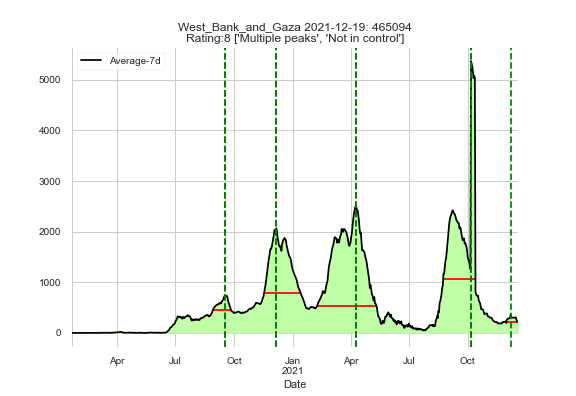 West_Bank_and_Gaza 2021-12-19: 465094
Rating:8 ['Multiple peaks', 'Not in control']
Average-7d
5000
4000
3000
2000
1000
0
Apr Jul Oct Jan Apr Jul Oct
2021
Date